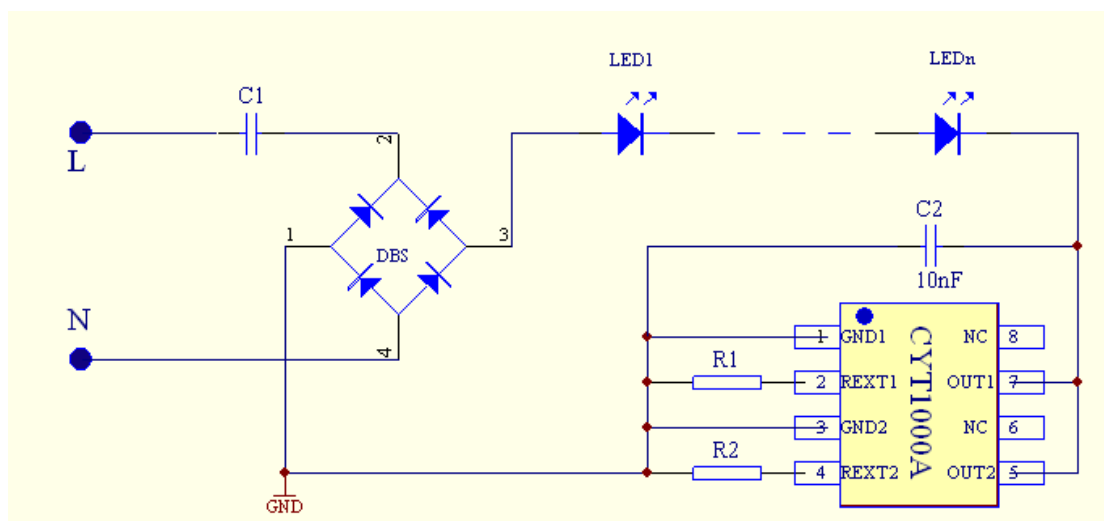 LED1
LEDn
C1
L
2
1
DBS
3
C2
10nF
N
4
R1
R2
GND
1 GND1
2 REXT1
3 GND2
4 REXT2
CYT1000A
NC 8
OUT1 7
NC 6
OUT2 5